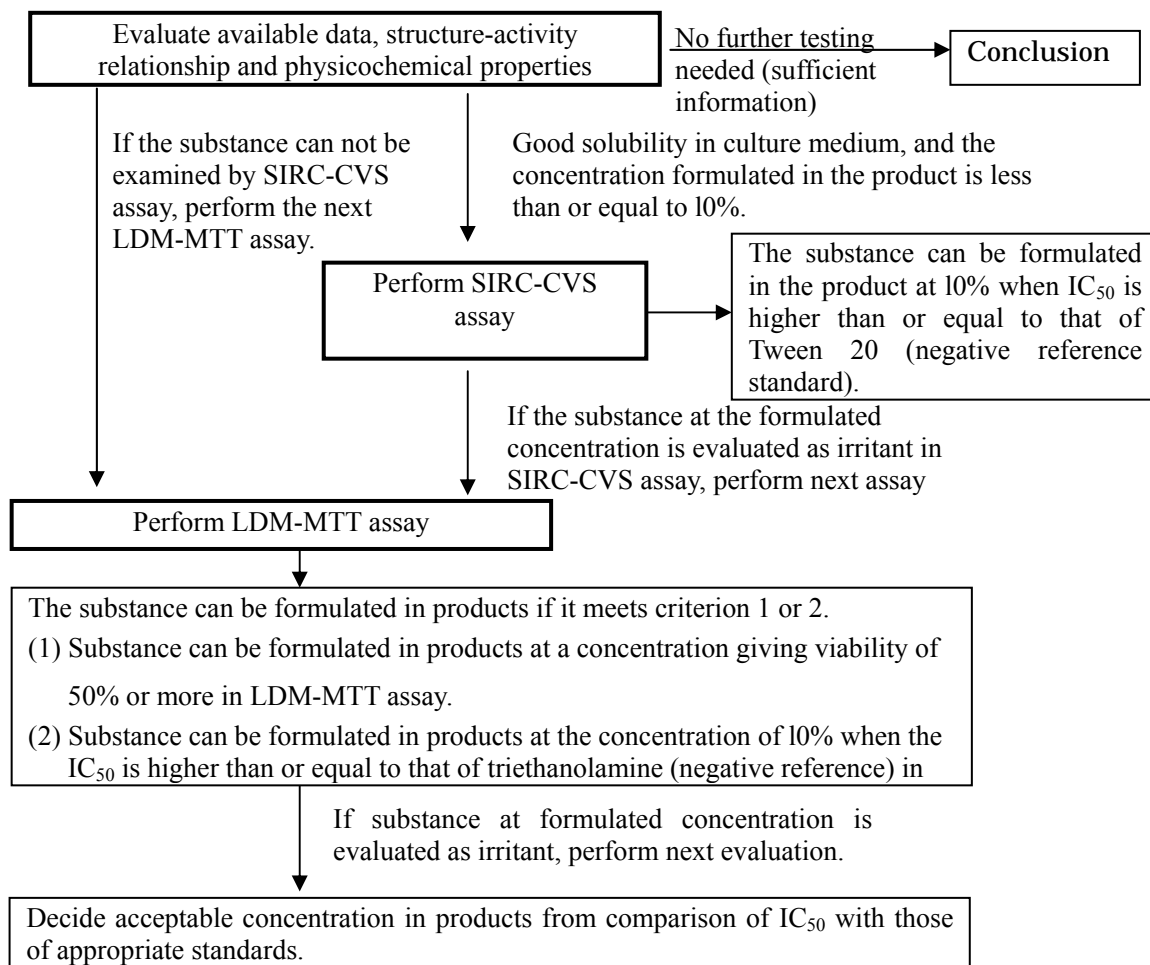 Evaluate available data, structure-activity
relationship and physicochemical properties
No further testing
needed (sufficient
information)
Conclusion
If the substance can not be
examined by SIRC-CVS
assay, perform the next
LDM-MTT assay.
Good solubility in culture medium, and the
concentration formulated in the product is less
than or equal to l0%.
Perform SIRC-CVS
assay
The substance can be formulated
in the product at l0% when IC50 is
higher than or equal to that of
Tween 20 (negative reference
standard).
If the substance at the formulated
concentration is evaluated as irritant in
SIRC-CVS assay, perform next assay
Perform LDM-MTT assay
The substance can be formulated in products if it meets criterion 1 or 2.
(1) Substance can be formulated in products at a concentration giving viability of
50% or more in LDM-MTT assay.
(2) Substance can be formulated in products at the concentration of l0% when the
IC50 is higher than or equal to that of triethanolamine (negative reference) in
If substance at formulated concentration is
evaluated as irritant, perform next evaluation.
Decide acceptable concentration in products from comparison of IC50 with those
of appropriate standards.